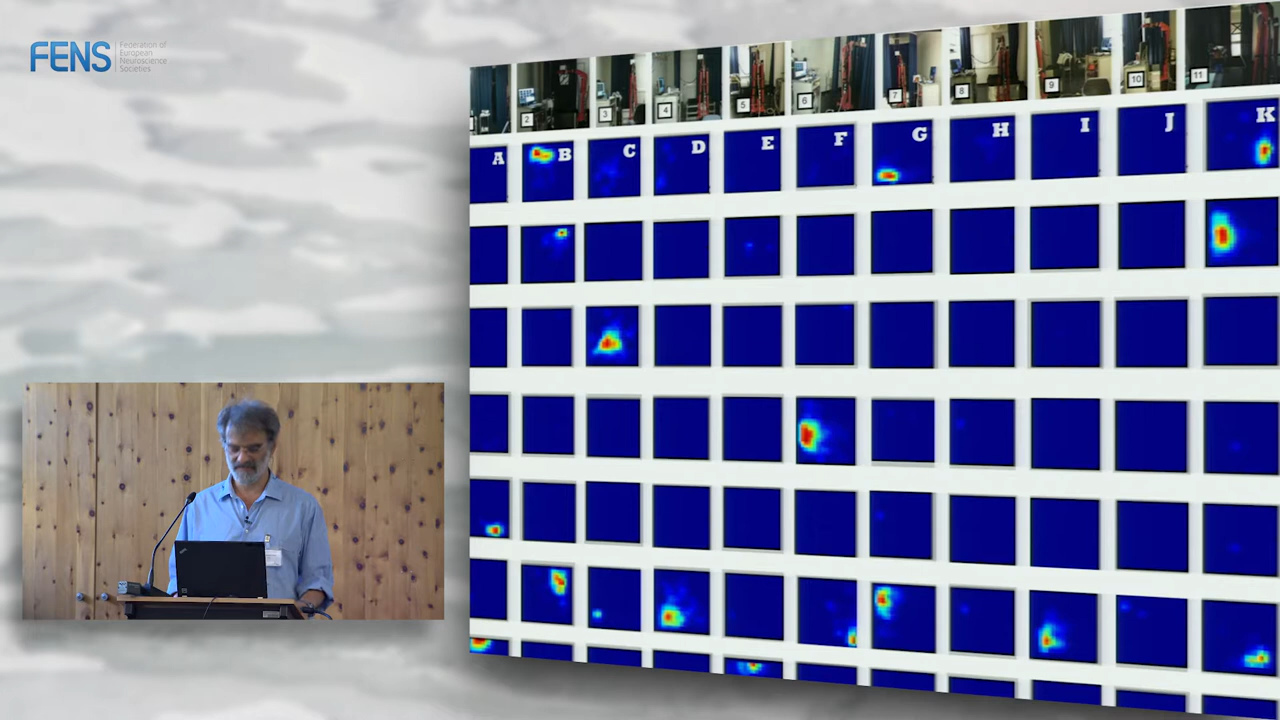 FENS
Federation of
European
Neuroscience
Societies
2 3 4 5 6 7 8 9 10 11
A B C D E F G H I J K